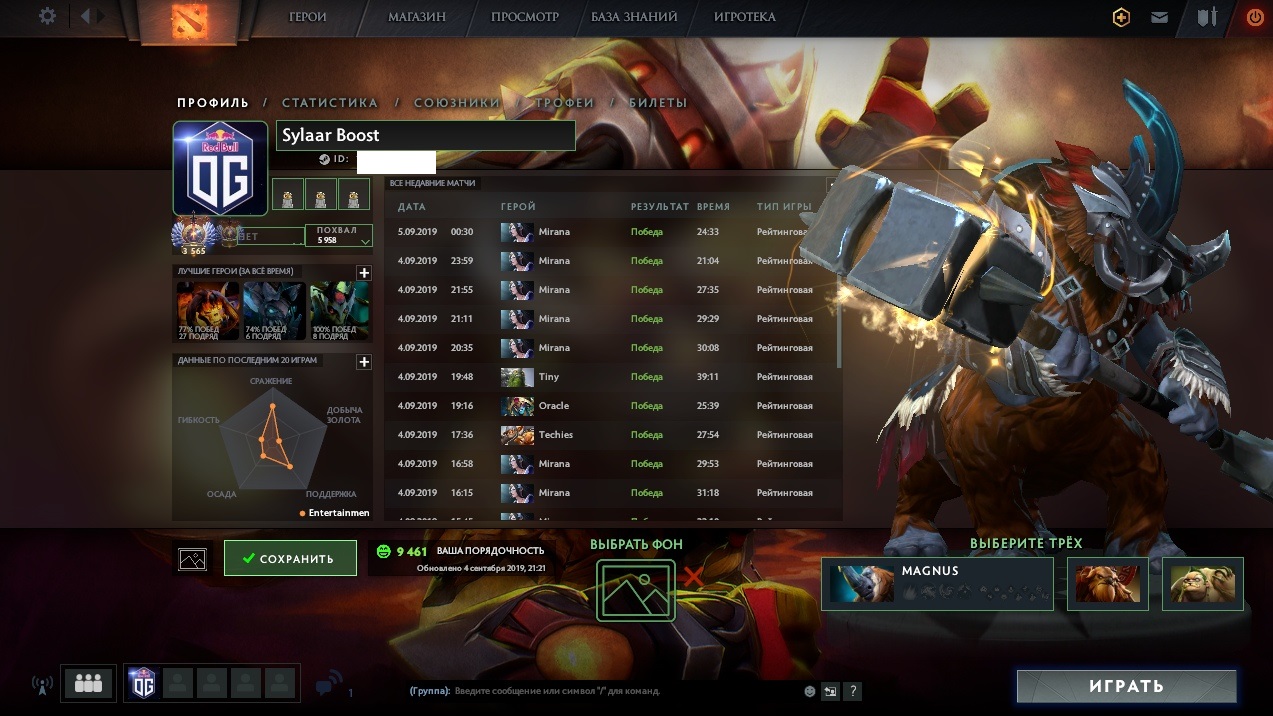 ГЕРОИ МАГАЗИН ПРОСМОТР БАЗА ЗНАНИЙ ИГРОТЕКА
ПРОФИЛЬ / СТАТИСТИКА / СОЮЗНИКИ / ТРОФЕИ / БИЛЕТЫ
Red Bull
OG
Sylaar Boost
ID:
ПОХВАЛ
5 958
3 565
ЛУЧШИЕ ГЕРОИ (ЗА ВСЁ ВРЕМЯ)
77% ПОБЕД 74% ПОБЕД 100% ПОБЕД
27 ПОДРЯД 6 ПОДРЯД 8 ПОДРЯД
ДАННЫЕ ПО ПОСЛЕДНИМ 20 ИГРАМ
СРАЖЕНИЕ
ГИБКОСТЬ
ДОБЫЧА
ЗОЛОТА
ОСАДА
ПОДДЕРЖКА
Entertainmen
ВСЕ НЕДАВНИЕ МАТЧИ
ДАТА ГЕРОЙ РЕЗУЛЬТАТ ВРЕМЯ ТИП ИГРЫ
5.09.2019 00:30 Mirana Победа 24:33 Рейтинговая
4.09.2019 23:59 Mirana Победа 21:04 Рейтинговая
4.09.2019 21:55 Mirana Победа 27:35 Рейтинговая
4.09.2019 21:11 Mirana Победа 29:29 Рейтинговая
4.09.2019 20:35 Mirana Победа 30:08 Рейтинговая
4.09.2019 19:48 Tiny Победа 39:11 Рейтинговая
4.09.2019 19:16 Oracle Победа 25:39 Рейтинговая
4.09.2019 17:36 Techies Победа 27:54 Рейтинговая
4.09.2019 16:58 Mirana Победа 29:53 Рейтинговая
4.09.2019 16:15 Mirana Победа 31:18 Рейтинговая
СОХРАНИТЬ
9 461 ВАША ПОРЯДОЧНОСТЬ
Обновлено 4 сентября 2019, 21:21
ВЫБРАТЬ ФОН
ВЫБЕРИТЕ ТРЁХ
MAGNUS
OG
1
(Группа): Введите сообщение или символ "/" для команд.
?
ИГРАТЬ